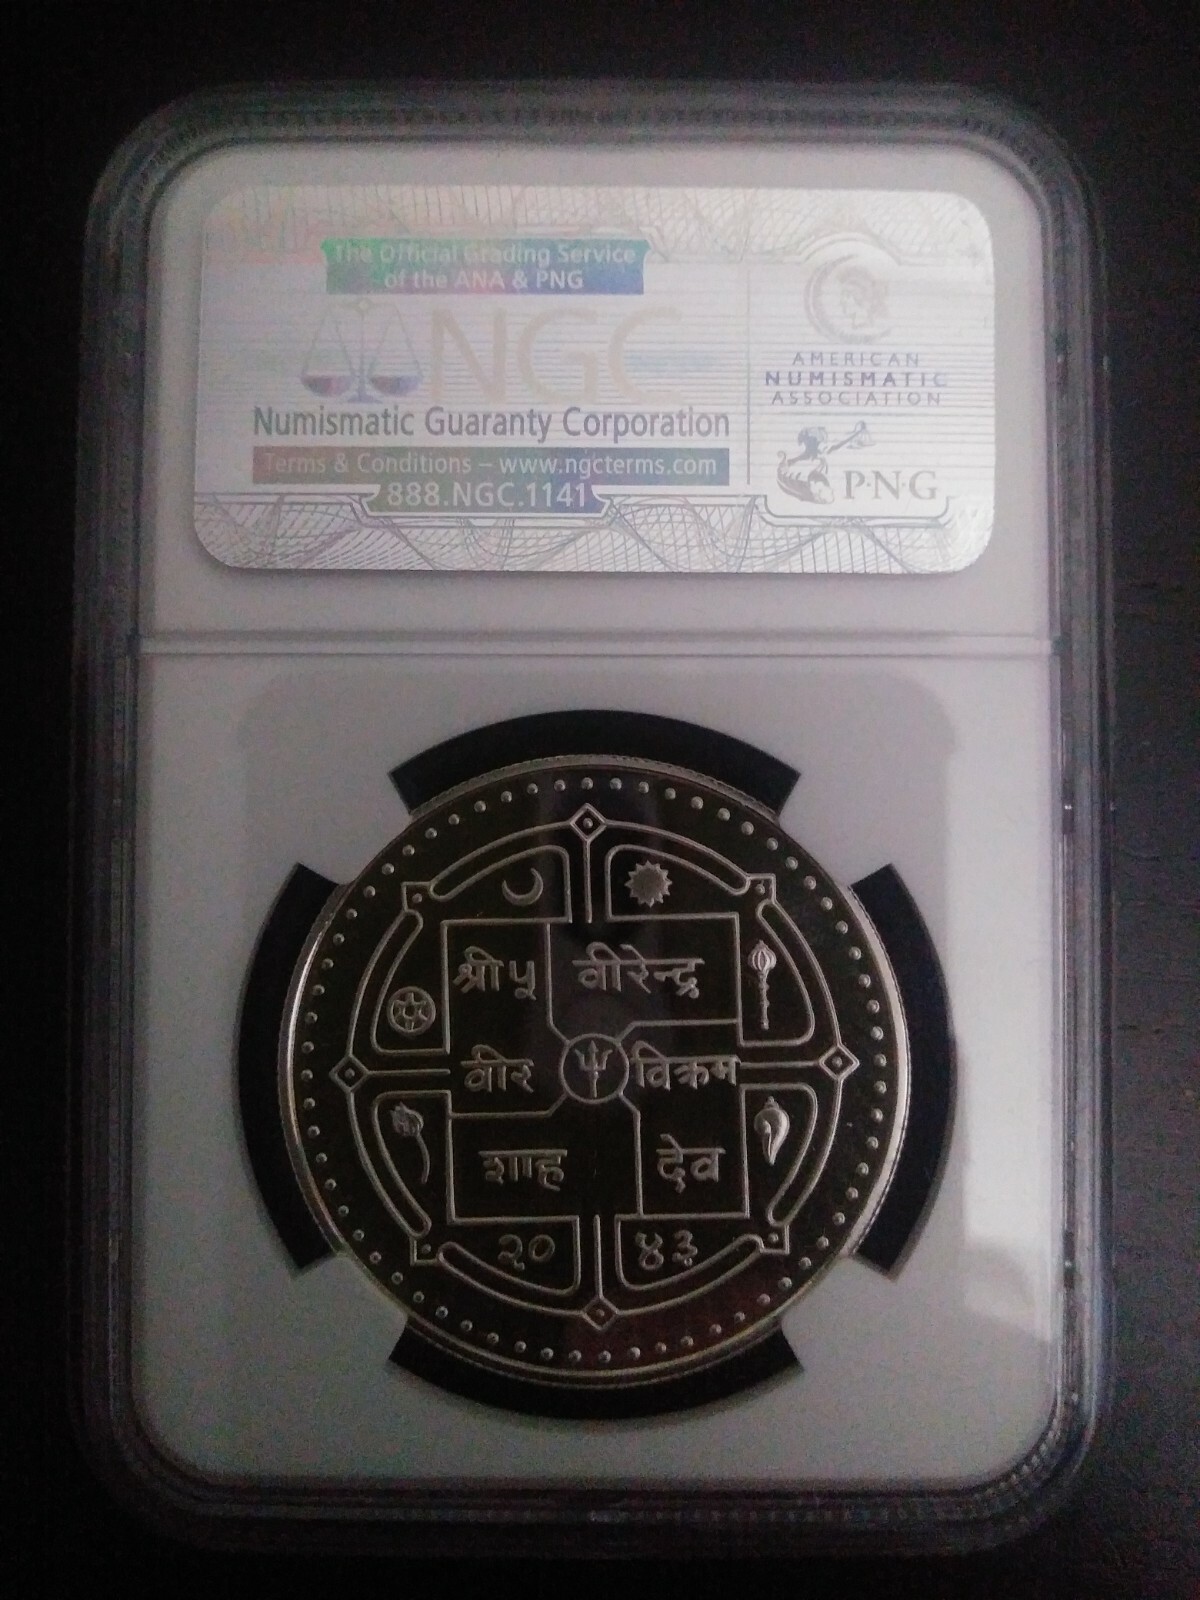 The Official Grading Service
of the ANA & PNG
NGC
Numismatic Guaranty Corporation
Terms & Conditions – www.ngcterms.com
888.NGC.1141
AMERICAN
NUMISMATIC
ASSOCIATION
P·N·G
श्री ५ वीरेन्द्र
वीर विक्रम
शाह देव
२० ४३